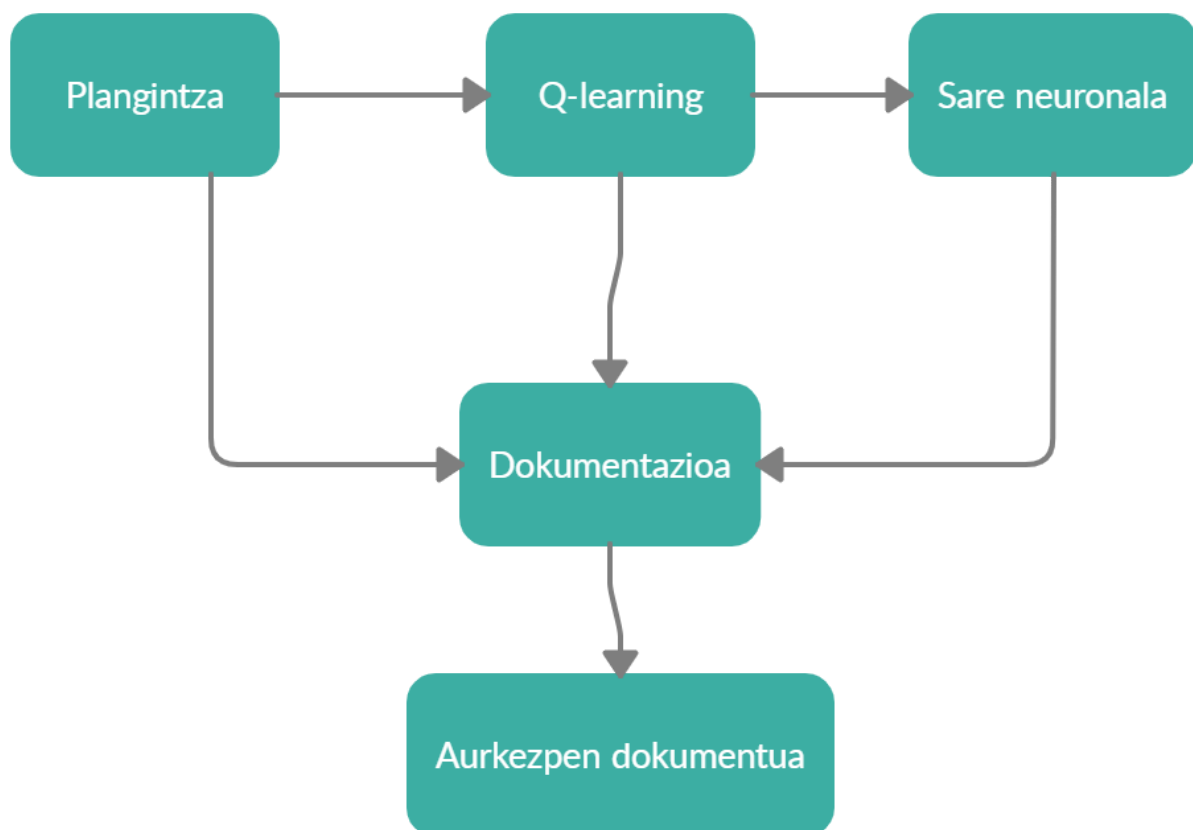 Plangintza
Q-learning
Sare neuronala
Dokumentazioa
Aurkezpen dokumentua